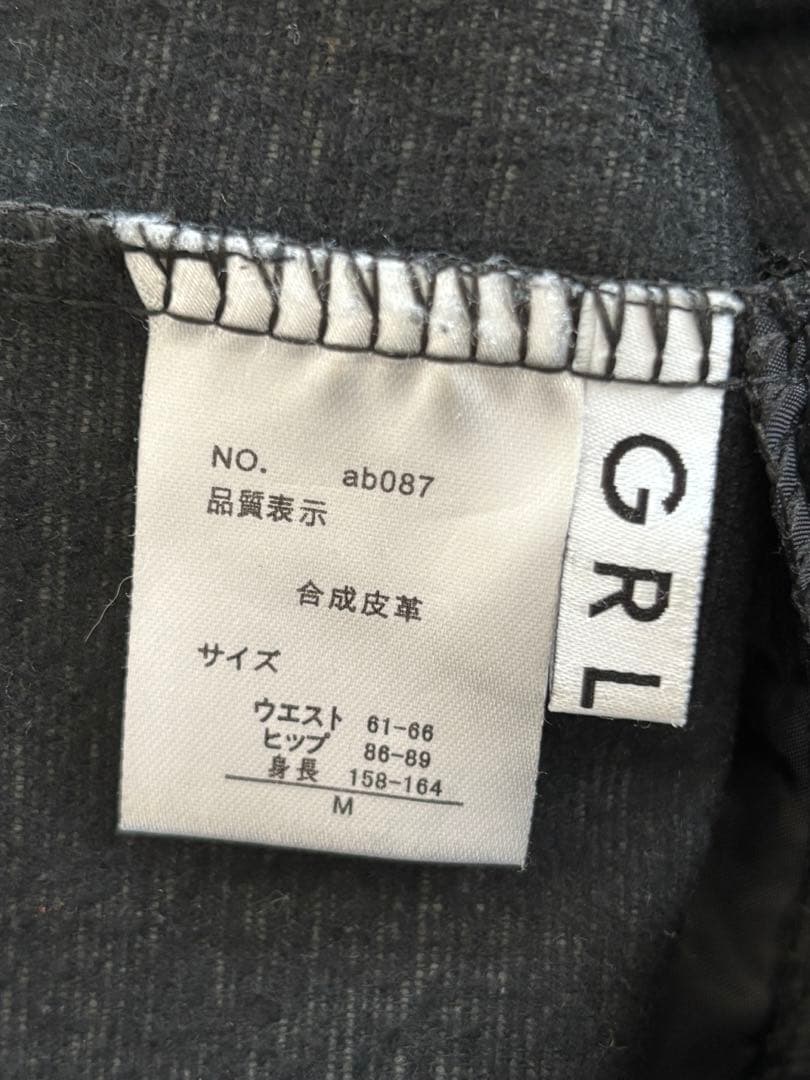 NO. ab087
品質表示
合成皮革
サイズ
ウエスト 61-66
ヒップ 86-89
身長 158-164
M
GRL